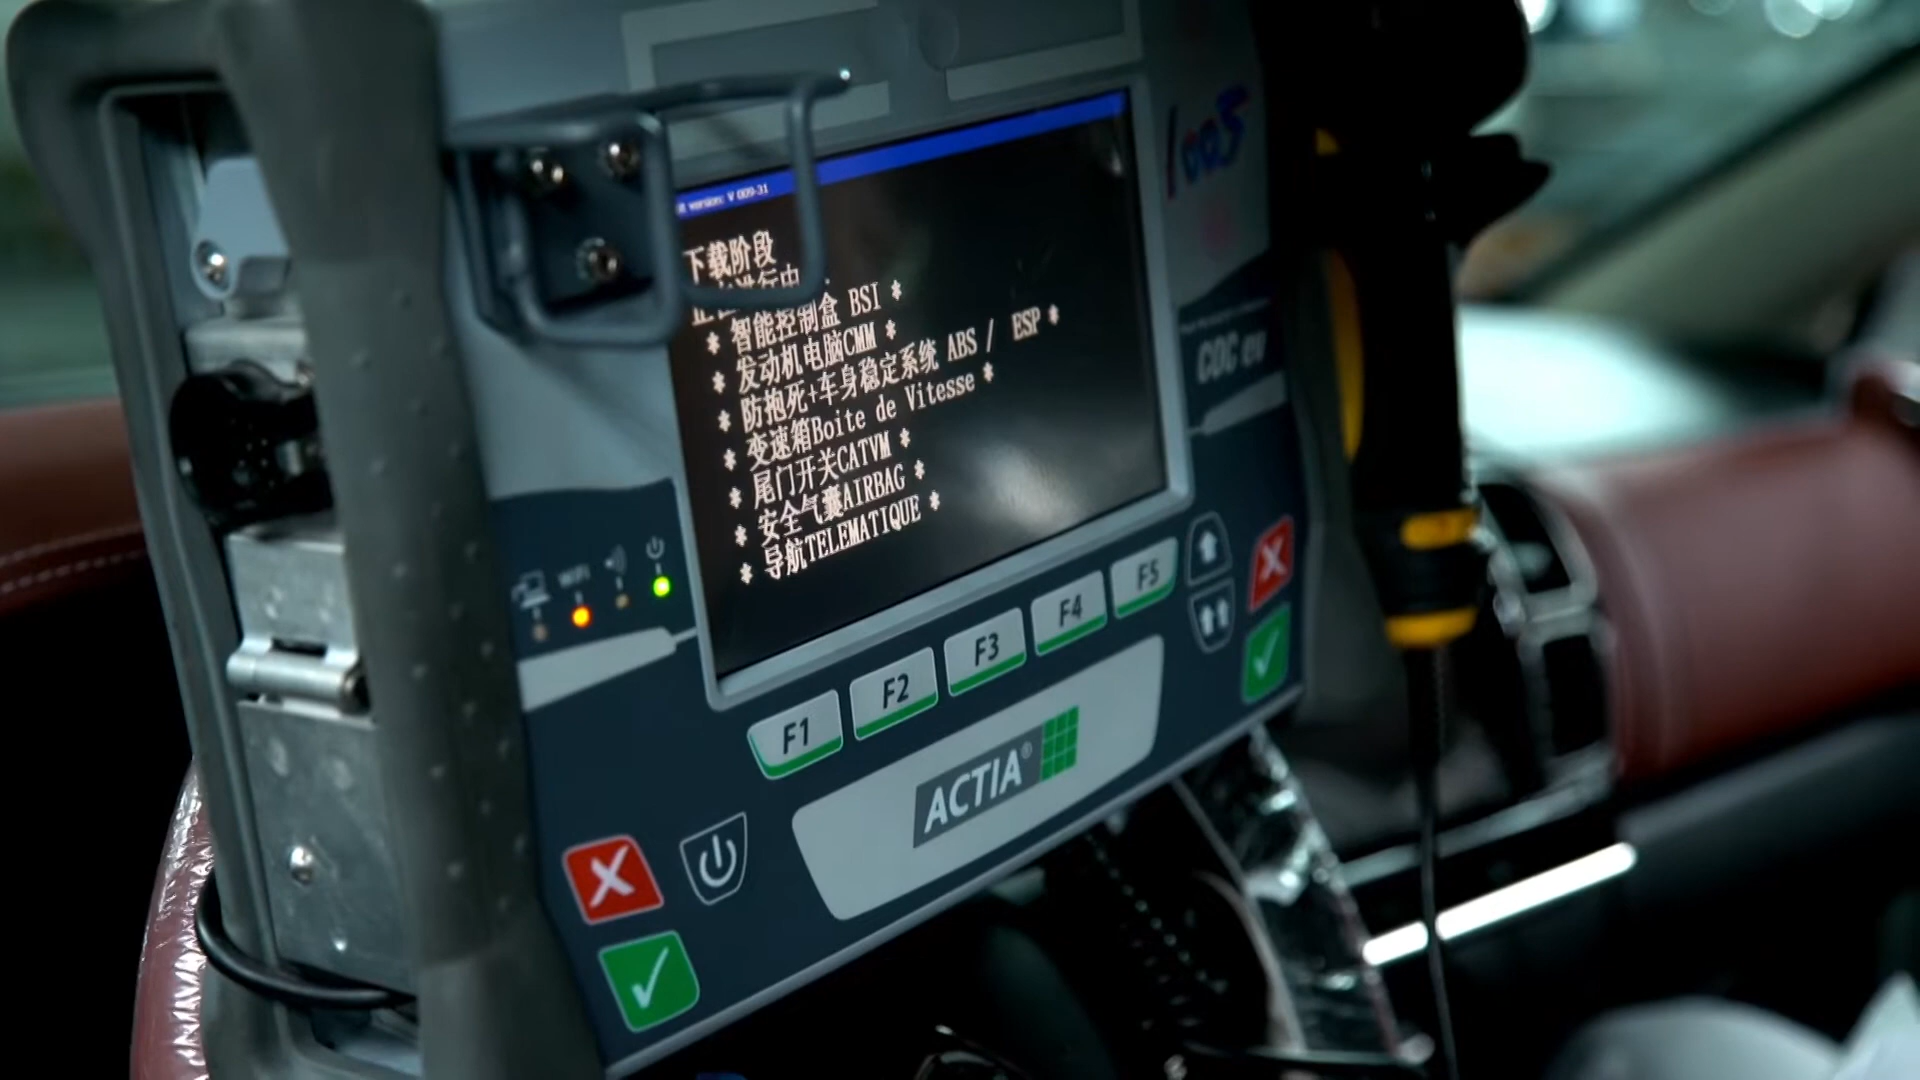 version: V 009-31
下载阶段
进行中
* 智能控制盒 BSI *
* 发动机电脑CMM *
* 防抱死+车身稳定系统 ABS / ESP *
* 变速箱Boite de Vitesse *
* 尾门开关CATVM *
* 安全气囊AIRBAG *
* 导航TELEMATIQUE *
1005
WiFi
F1 F2 F3 F4 F5
ACTIA®